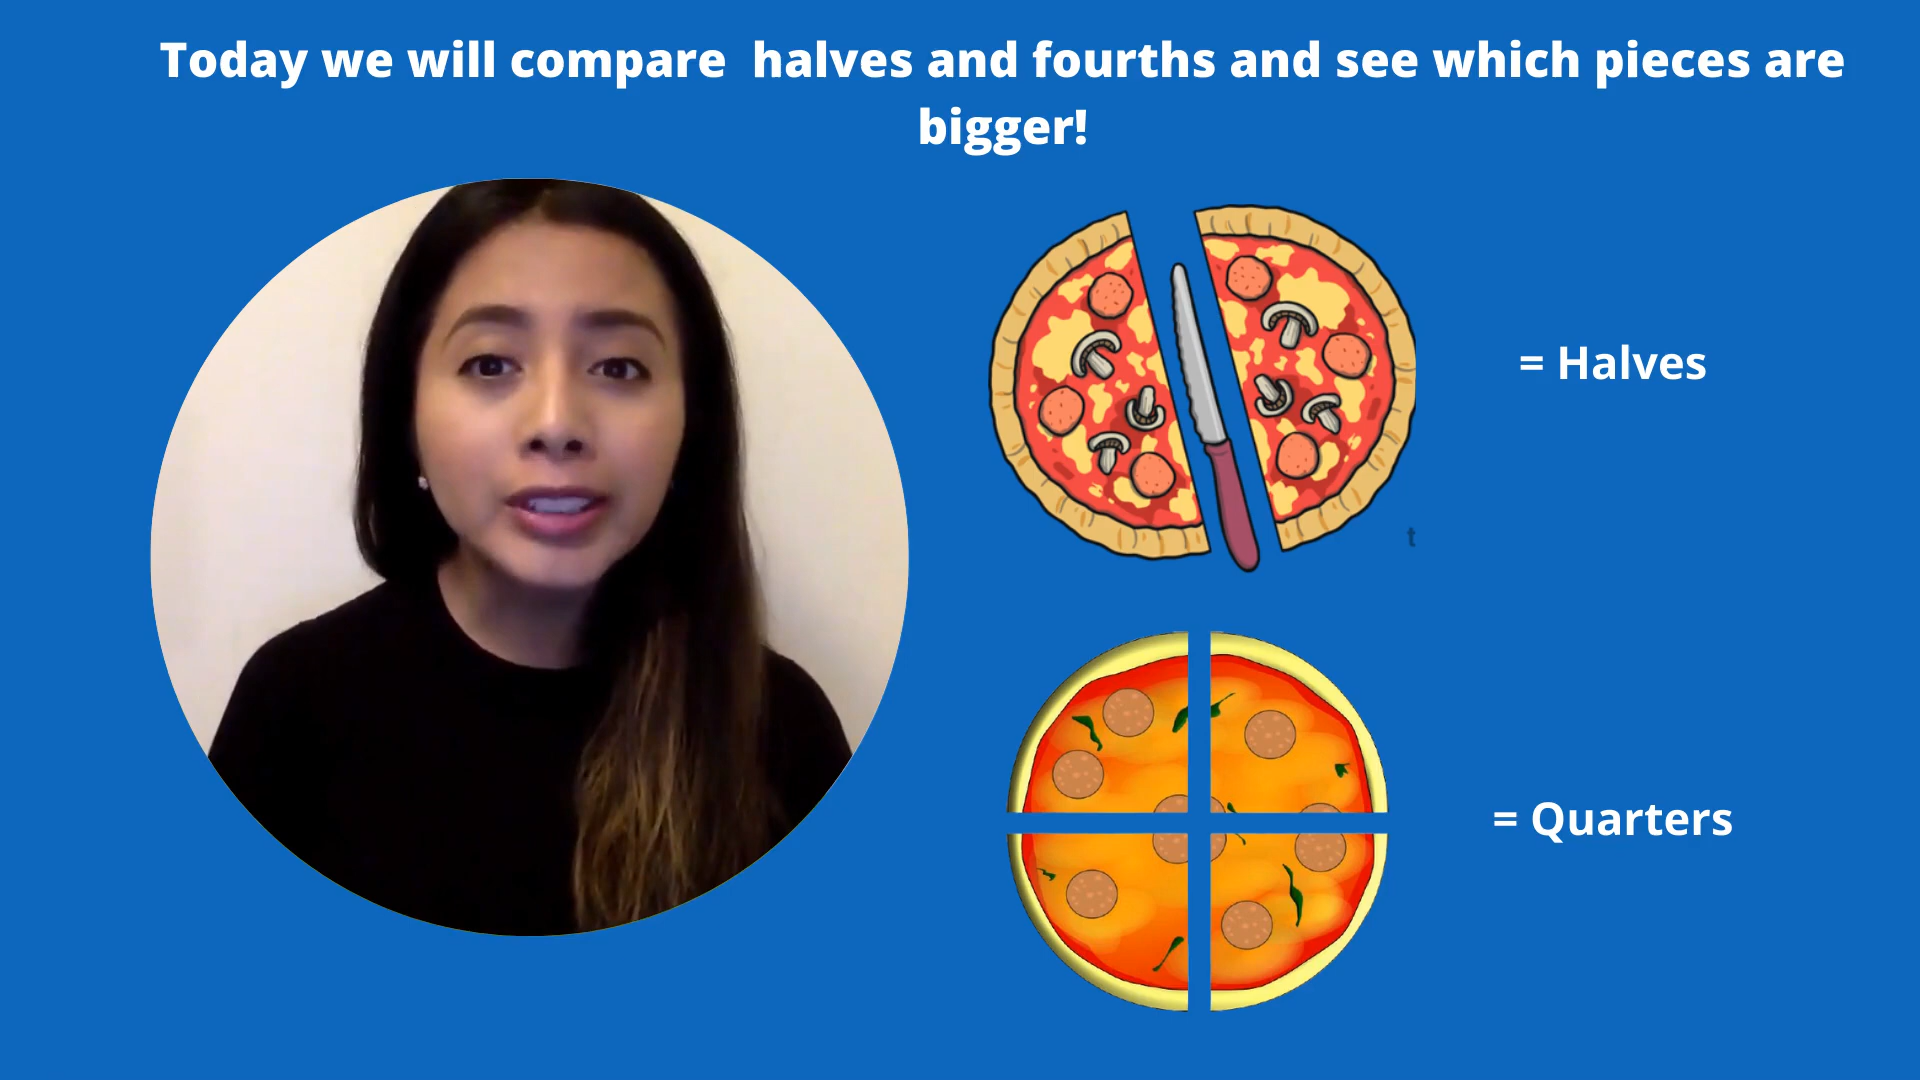 Today we will compare halves and fourths and see which pieces are
bigger!
= Halves
t
= Quarters